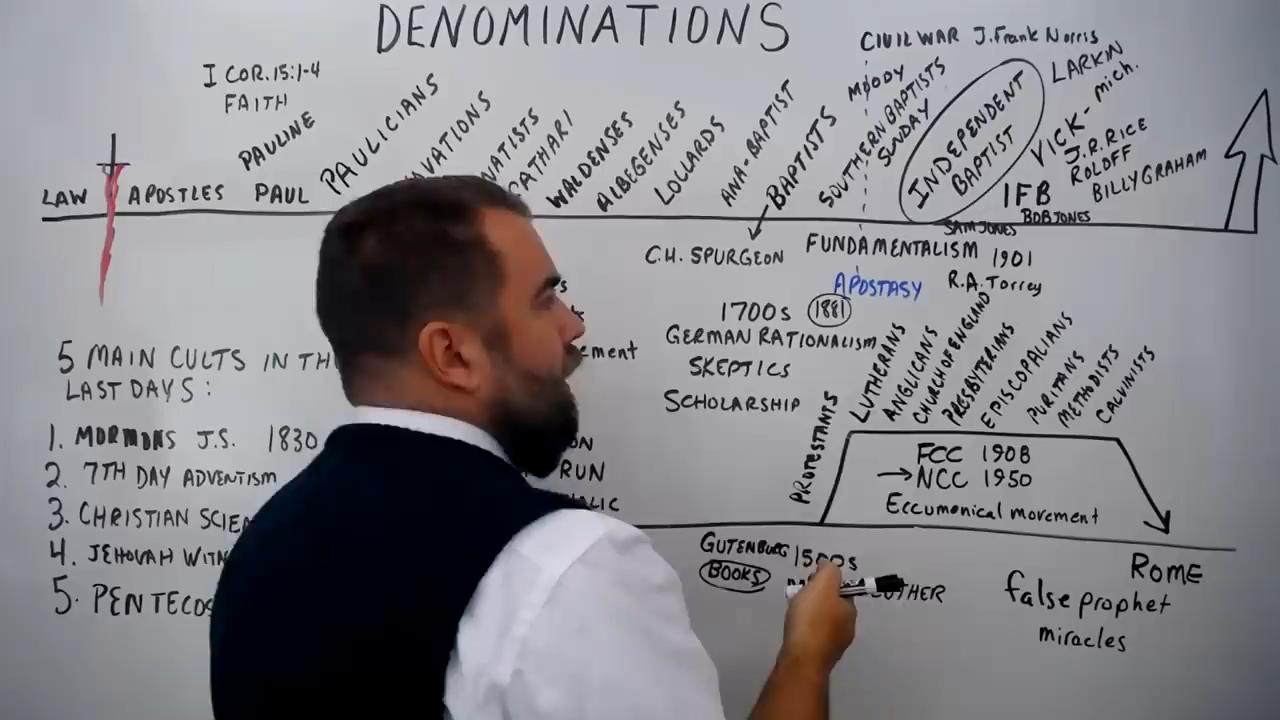 DENOMINATIONS
I COR. 15:1-4
FAITH
LAW
APOSTLES
PAULINE
PAUL
PAULICIANS
CATHARI
WALDENSES
ALBEGENSES
LOLLARDS
ANA-BAPTIST
BAPTISTS
C.H. SPURGEON
CIVIL WAR
J. Frank Norris
MOODY
SOUTHERN BAPTISTS
SUNDAY
INDEPENDENT
BAPTIST
LARKIN
VICK - mich.
J.R. RICE
ROLOFF
BILLY GRAHAM
IFB
BOB JONES
SAM JONES
FUNDAMENTALISM 1901
R.A. Torrey
APOSTASY
1700s 1881
GERMAN RATIONALISM
SKEPTICS
SCHOLARSHIP
5 MAIN CULTS IN TH
LAST DAYS:
1. MORMONS J.S. 1830
2. 7TH DAY ADVENTISM
3. CHRISTIAN SCIE
4. JEHOVAH WITN
5. PENTECOS
RUN
PROTESTANTS
LUTHERANS
ANGLICANS
CHURCH OF ENGLAND
PRESBYTERIANS
EPISCOPALIANS
PURITANS
METHODISTS
CALVINISTS
FCC 1908
→ NCC 1950
Eccumenical movement
GUTENBURG 1500s
BOOKS
ROME
false prophet
miracles